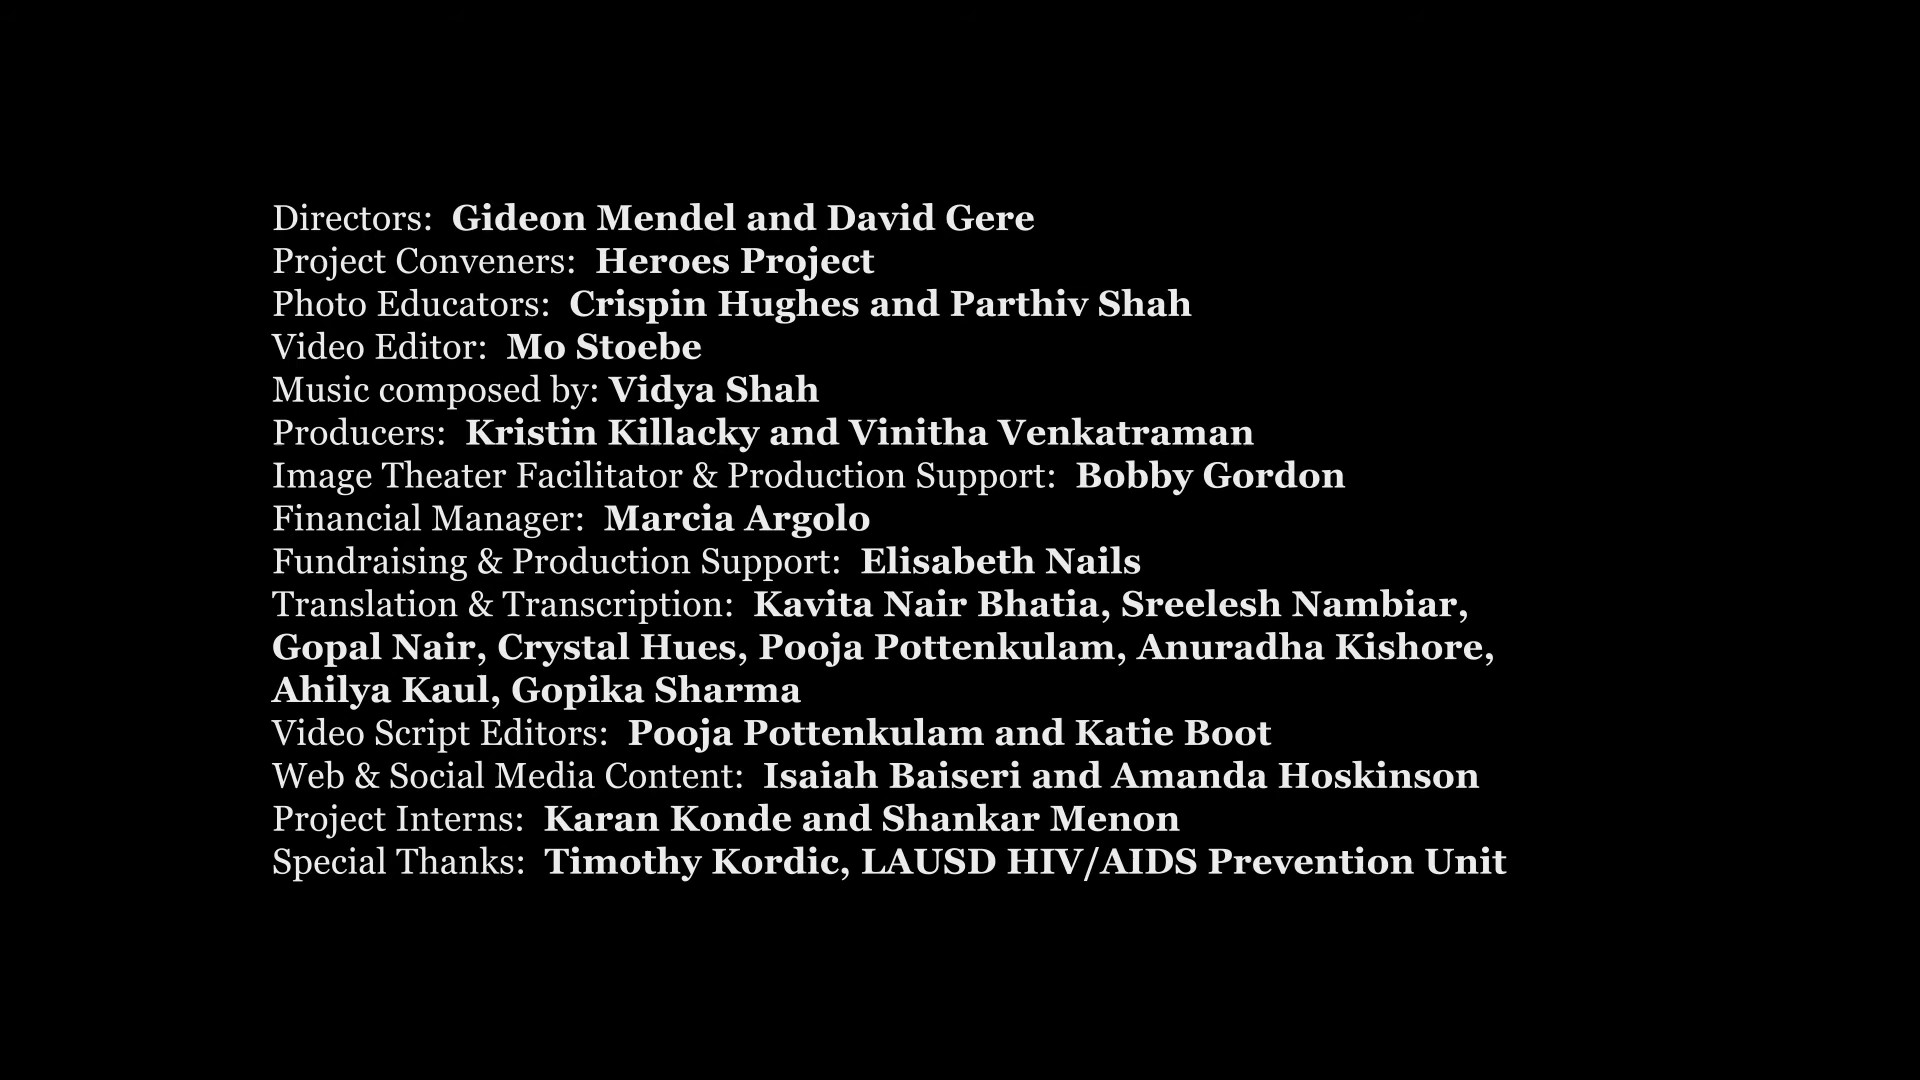 Directors: Gideon Mendel and David Gere
Project Conveners: Heroes Project
Photo Educators: Crispin Hughes and Parthiv Shah
Video Editor: Mo Stoebe
Music composed by: Vidya Shah
Producers: Kristin Killacky and Vinitha Venkatraman
Image Theater Facilitator & Production Support: Bobby Gordon
Financial Manager: Marcia Argolo
Fundraising & Production Support: Elisabeth Nails
Translation & Transcription: Kavita Nair Bhatia, Sreelesh Nambiar,
Gopal Nair, Crystal Hues, Pooja Pottenkulam, Anuradha Kishore,
Ahilya Kaul, Gopika Sharma
Video Script Editors: Pooja Pottenkulam and Katie Boot
Web & Social Media Content: Isaiah Baiseri and Amanda Hoskinson
Project Interns: Karan Konde and Shankar Menon
Special Thanks: Timothy Kordic, LAUSD HIV/AIDS Prevention Unit